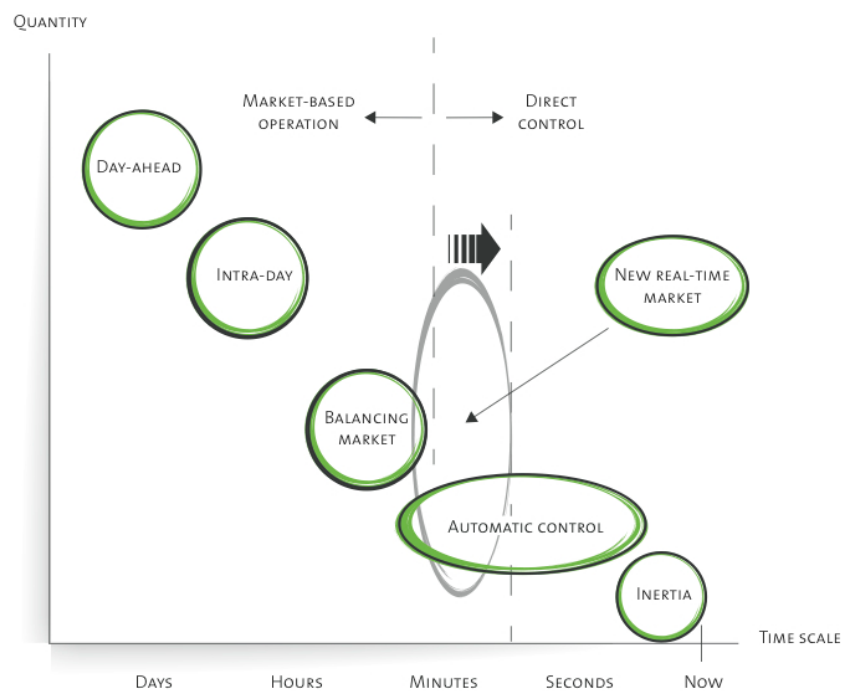 Quantity
Market-based
operation
Direct
control
Day-ahead
Intra-day
New real-time
market
Balancing
market
Automatic control
Inertia
Time scale
Days
Hours
Minutes
Seconds
Now